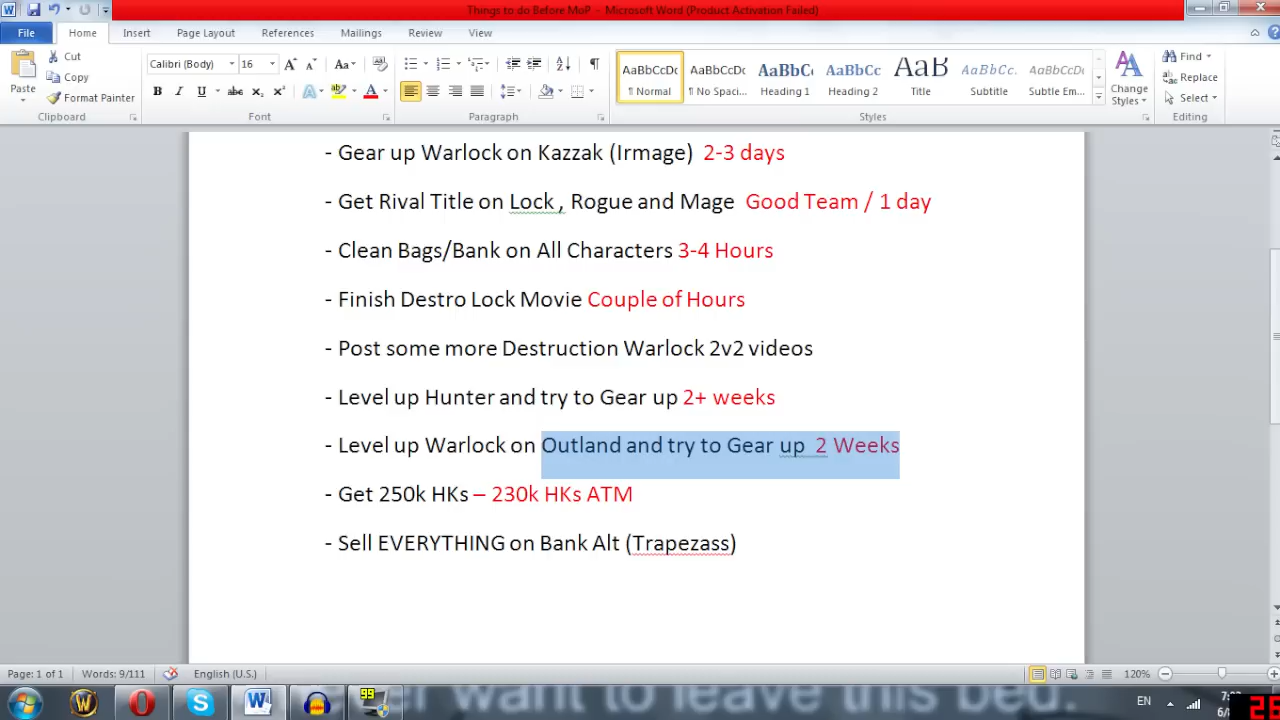 Things to do Before MoP - Microsoft Word (Product Activation Failed)
File Home Insert Page Layout References Mailings Review View
Paste
Cut
Copy
Format Painter
Clipboard
Calibri (Body) 16
Font
Paragraph
AaBbCcDc AaBbCcDc AaBbC AaBbCc AaB AaBbCc. AaBbCcDc
¶ Normal ¶ No Spaci... Heading 1 Heading 2 Title Subtitle Subtle Em...
Change Styles
Styles
Find
Replace
Select
Editing
- Gear up Warlock on Kazzak (Irmage) 2-3 days
- Get Rival Title on Lock , Rogue and Mage Good Team / 1 day
- Clean Bags/Bank on All Characters 3-4 Hours
- Finish Destro Lock Movie Couple of Hours
- Post some more Destruction Warlock 2v2 videos
- Level up Hunter and try to Gear up 2+ weeks
- Level up Warlock on Outland and try to Gear up 2 Weeks
- Get 250k HKs – 230k HKs ATM
- Sell EVERYTHING on Bank Alt (Trapezass)
Page: 1 of 1 Words: 9/111 English (U.S.) 120%
want to leave this bed.
99
EN
26